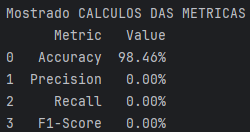 Mostrado CALCULOS DAS METRICAS
Metric Value
0 Accuracy 98.46%
1 Precision 0.00%
2 Recall 0.00%
3 F1-Score 0.00%